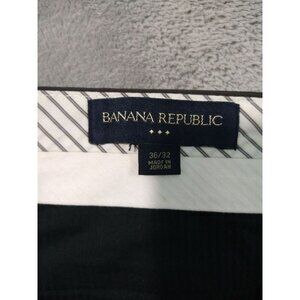 BANANA REPUBLIC
36/32
MADE IN
JORDAN